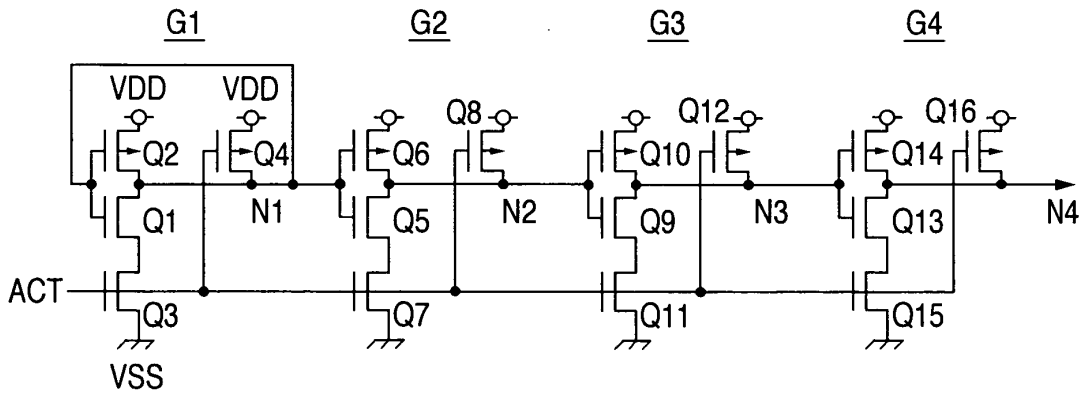 G1 G2 G3 G4
VDD VDD Q8 Q12 Q16
Q2 Q4 Q6 Q10 Q14
N1 N2 N3 N4
Q1 Q5 Q9 Q13
ACT
Q3 Q7 Q11 Q15
VSS